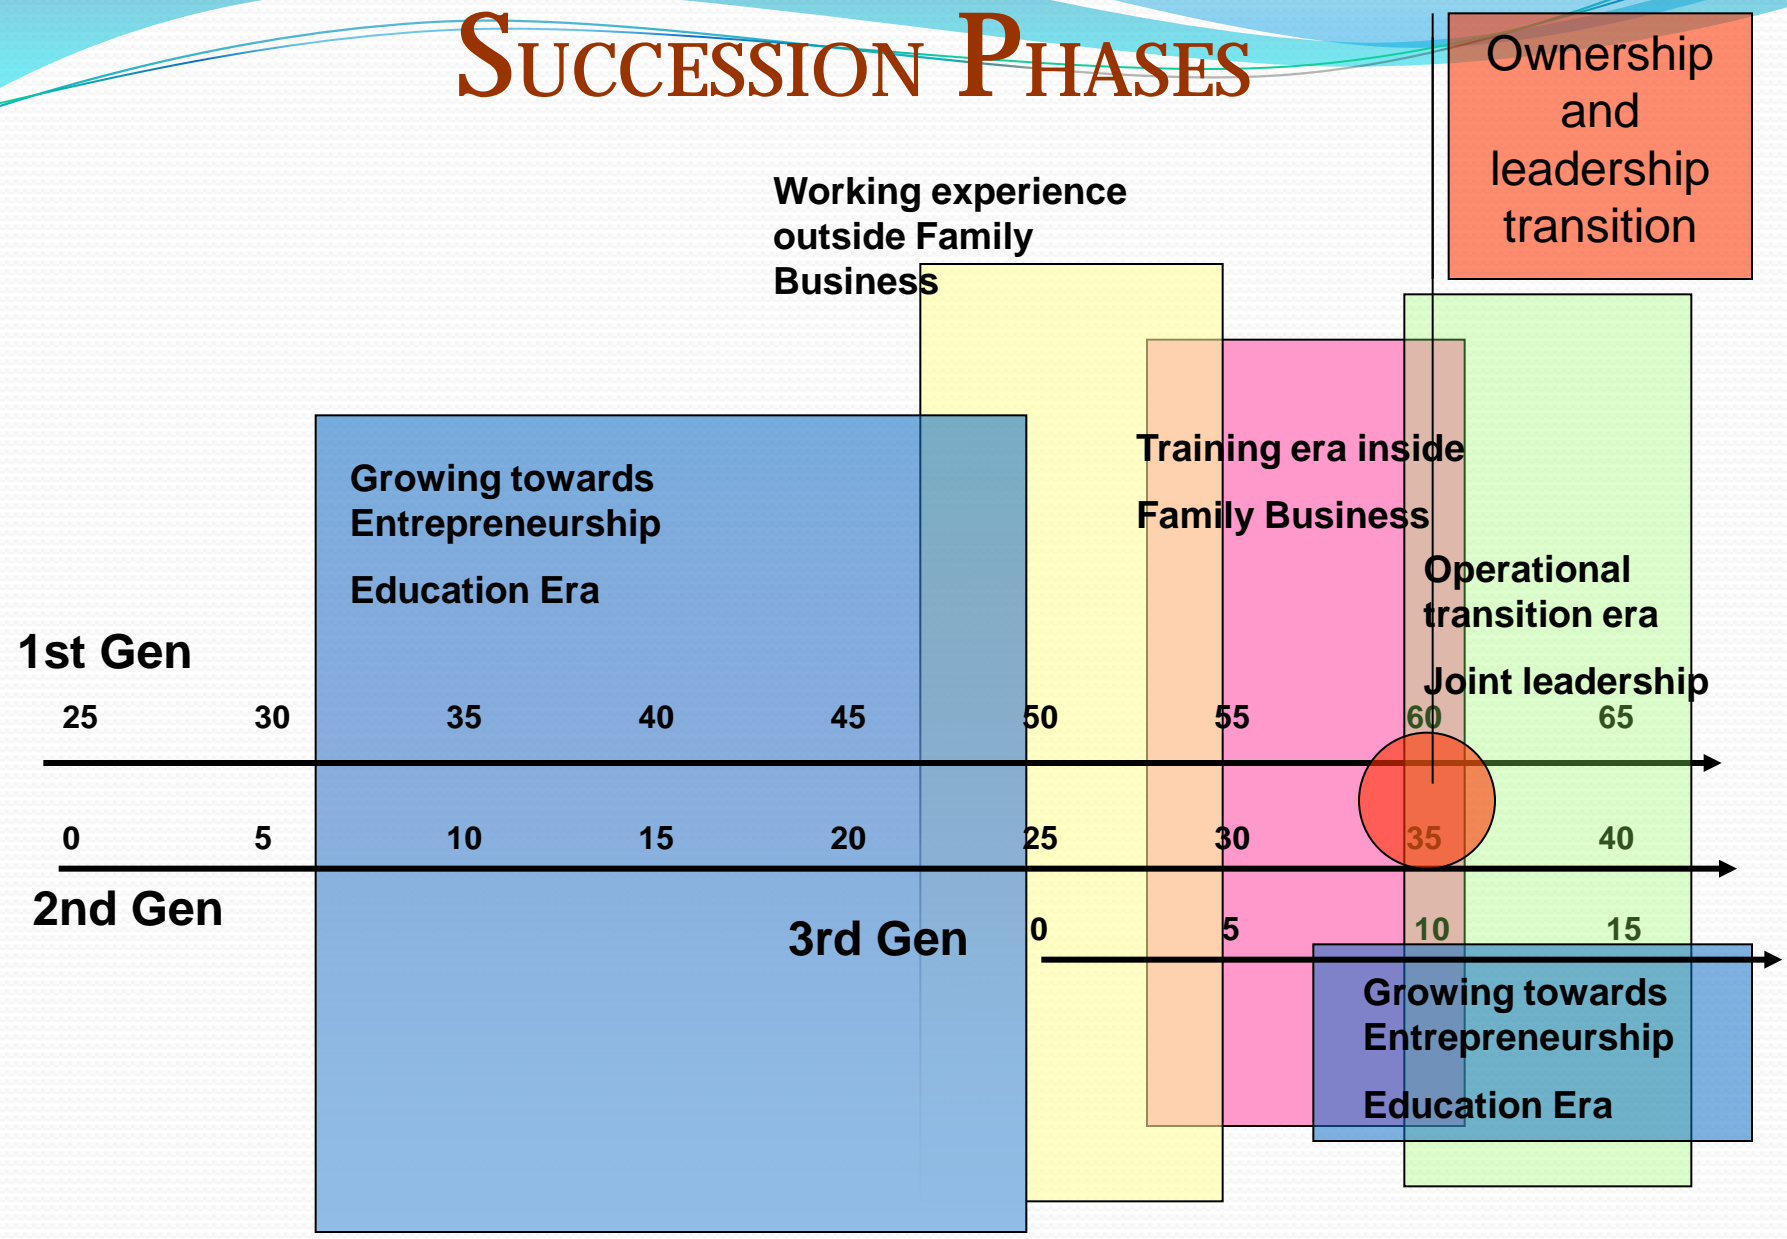 SUCCESSION PHASES
Ownership
and
leadership
transition
Working experience
outside Family
Business
Training era inside
Family Business
Growing towards
Entrepreneurship
Education Era
Operational
transition era
Joint leadership
1st Gen
25 30 35 40 45 50 55 60 65
0 5 10 15 20 25 30 35 40
2nd Gen
3rd Gen
0 5 10 15
Growing towards
Entrepreneurship
Education Era